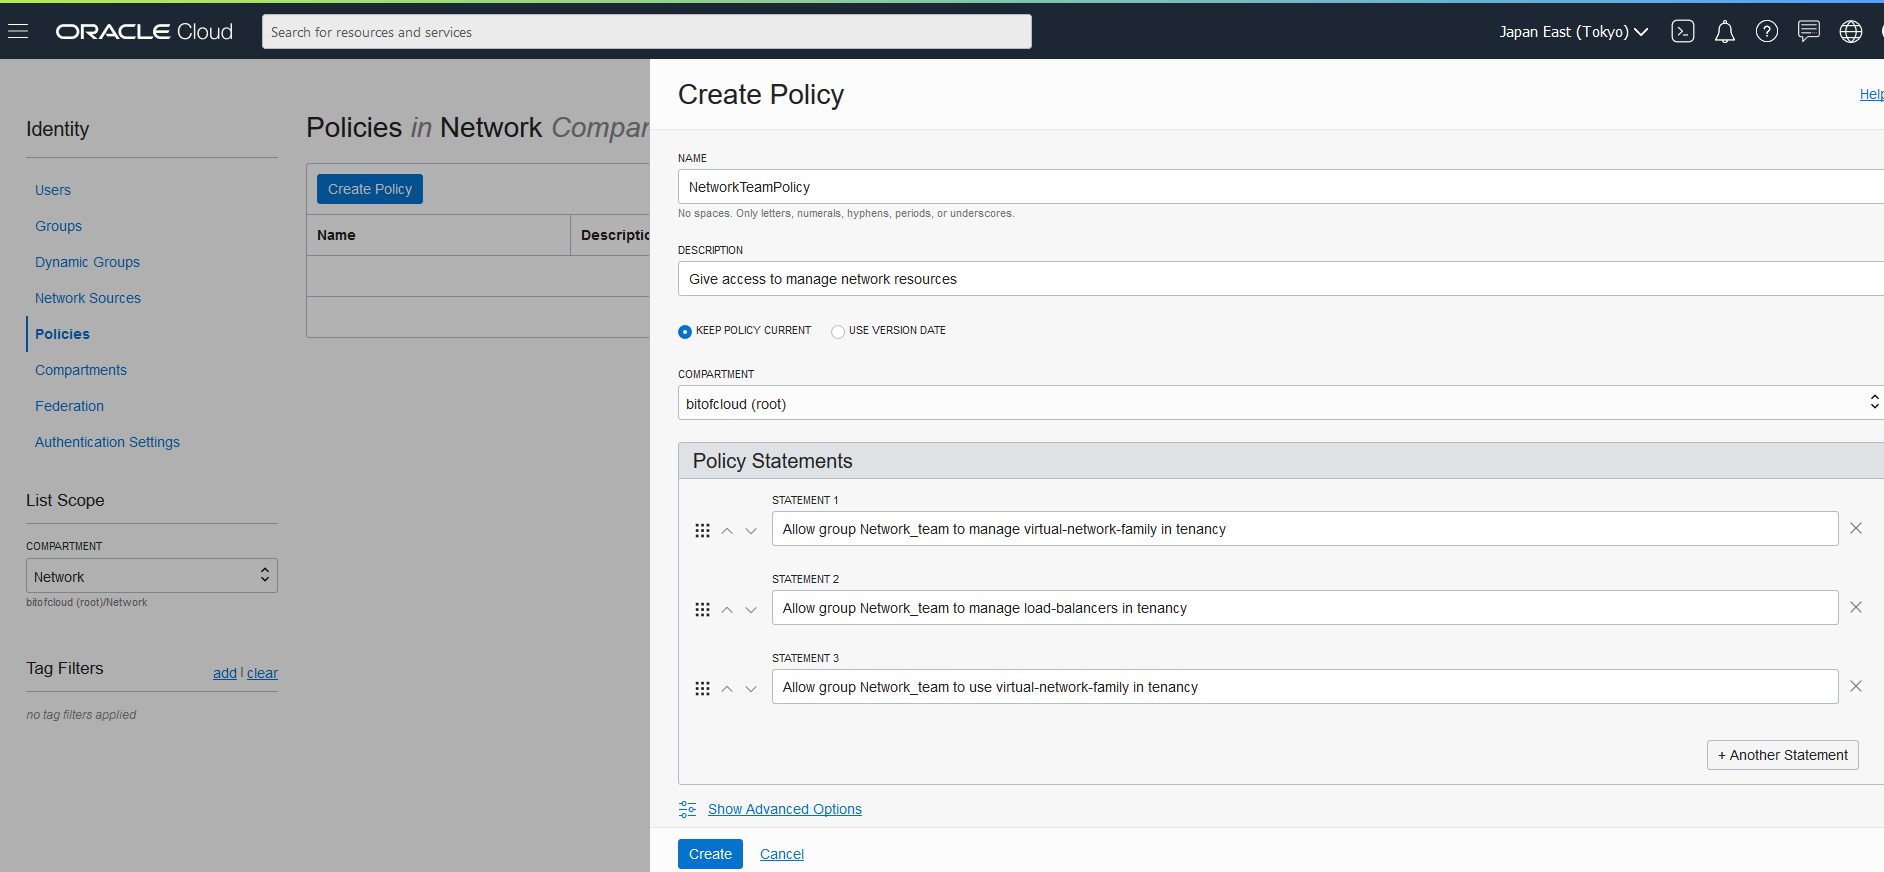 ORACLE Cloud
Search for resources and services
Japan East (Tokyo)
Identity
Users
Groups
Dynamic Groups
Network Sources
Policies
Compartments
Federation
Authentication Settings
List Scope
COMPARTMENT
Network
bitofcloud (root)/Network
Tag Filters
add | clear
no tag filters applied
Policies in Network Compar
Create Policy
Name
Descriptio
Create Policy
Help
NAME
NetworkTeamPolicy
No spaces. Only letters, numerals, hyphens, periods, or underscores.
DESCRIPTION
Give access to manage network resources
KEEP POLICY CURRENT
USE VERSION DATE
COMPARTMENT
bitofcloud (root)
Policy Statements
STATEMENT 1
Allow group Network_team to manage virtual-network-family in tenancy
STATEMENT 2
Allow group Network_team to manage load-balancers in tenancy
STATEMENT 3
Allow group Network_team to use virtual-network-family in tenancy
+ Another Statement
Show Advanced Options
Create
Cancel